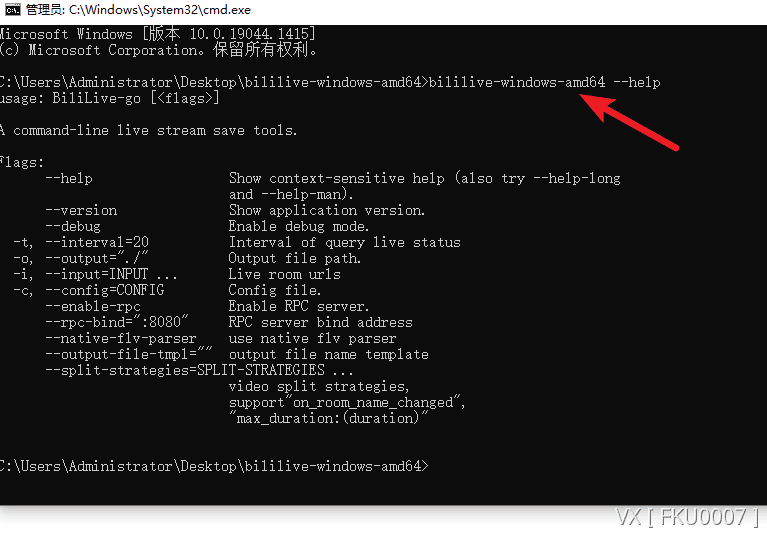 管理员: C:\Windows\System32\cmd.exe
Microsoft Windows [版本 10.0.19044.1415]
(c) Microsoft Corporation。保留所有权利。
C:\Users\Administrator\Desktop\bililive-windows-amd64>bililive-windows-amd64 --help
usage: BiliLive-go [<flags>]
A command-line live stream save tools.
Flags:
--help Show context-sensitive help (also try --help-long
and --help-man).
--version Show application version.
--debug Enable debug mode.
-t, --interval=20 Interval of query live status
-o, --output="./" Output file path.
-i, --input=INPUT ... Live room urls
-c, --config=CONFIG Config file.
--enable-rpc Enable RPC server.
--rpc-bind=":8080" RPC server bind address
--native-flv-parser use native flv parser
--output-file-tmpl="" output file name template
--split-strategies=SPLIT-STRATEGIES ...
video split strategies,
support"on_room_name_changed",
"max_duration:(duration)"
C:\Users\Administrator\Desktop\bililive-windows-amd64>
VX [ FKU0007 ]